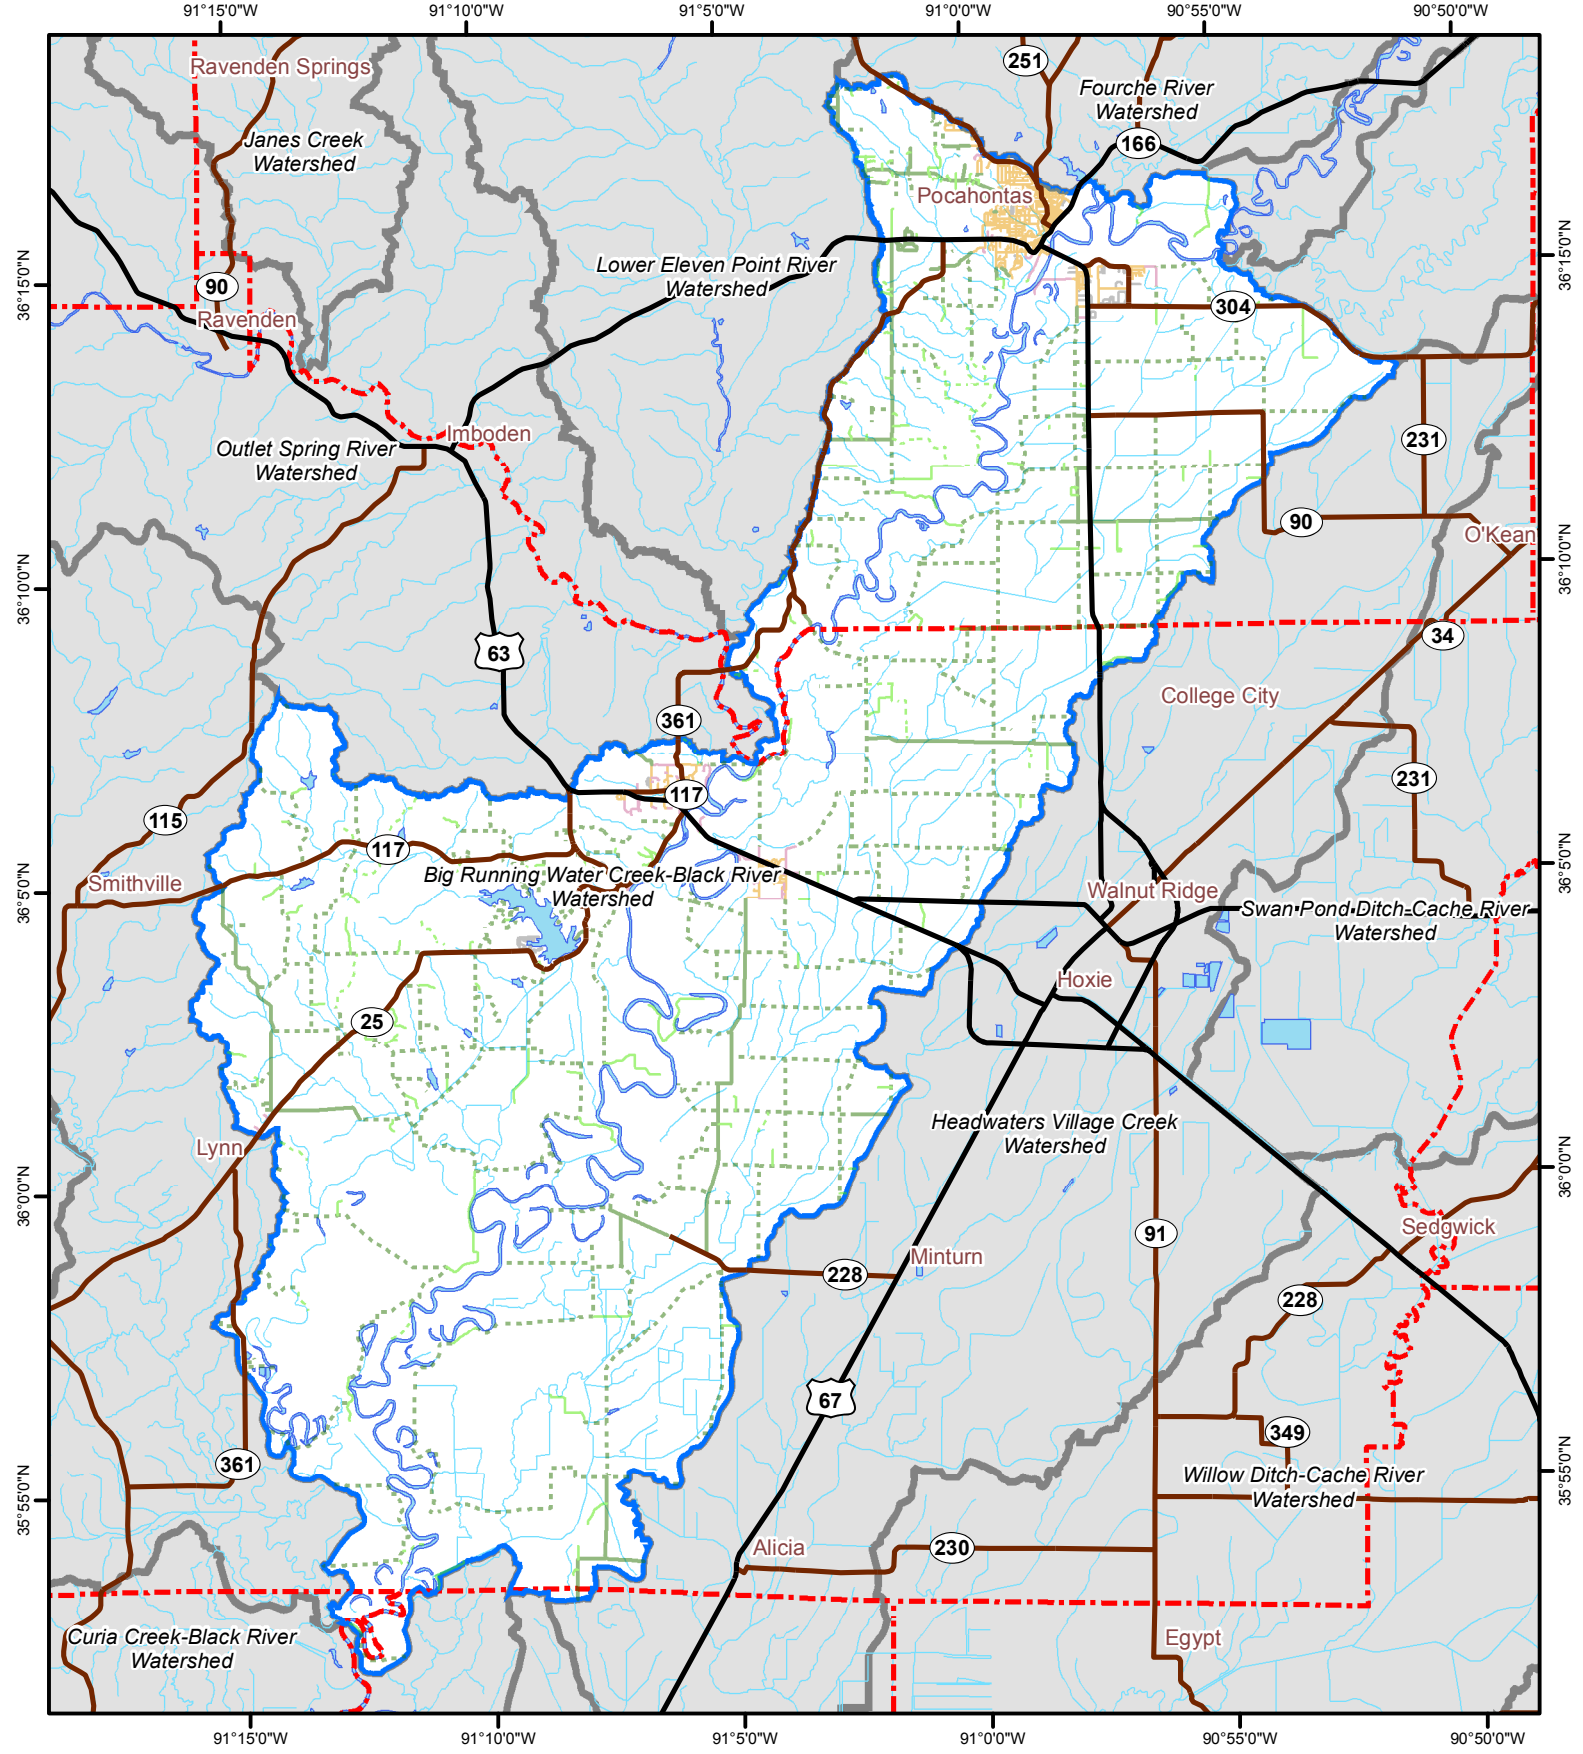 91°15'0"W
91°10'0"W
91°5'0"W
91°0'0"W
90°55'0"W
90°50'0"W
Ravenden Springs
251
Fourche River
Watershed
Janes Creek
Watershed
166
Pocahontas
36°15'0"N
36°15'0"N
Lower Eleven Point River
Watershed
90
304
Ravenden
Imboden
Outlet Spring River
Watershed
231
90
O'Kean
36°10'0"N
36°10'0"N
34
63
College City
361
231
117
115
117
36°5'0"N
36°5'0"N
Smithville
Big Running Water Creek-Black River
Watershed
Walnut Ridge
Swan Pond Ditch-Cache River
Watershed
Hoxie
25
Headwaters Village Creek
Watershed
Lynn
36°0'0"N
36°0'0"N
91
Sedgwick
Minturn
228
228
67
349
361
Willow Ditch-Cache River
Watershed
35°55'0"N
35°55'0"N
Alicia
230
Curia Creek-Black River
Watershed
Egypt
91°15'0"W
91°10'0"W
91°5'0"W
91°0'0"W
90°55'0"W
90°50'0"W